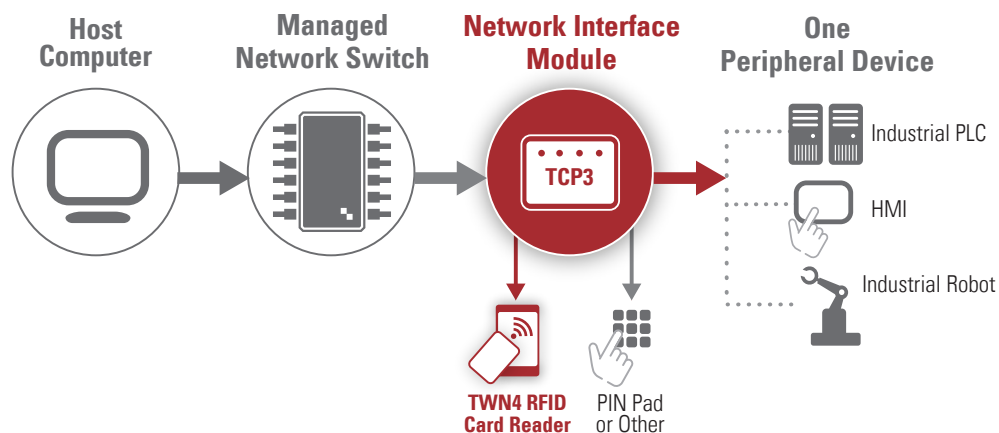 Host
Computer
Managed
Network Switch
Network Interface
Module
One
Peripheral Device
TCP3
Industrial PLC
HMI
Industrial Robot
TWN4 RFID
Card Reader
PIN Pad
or Other